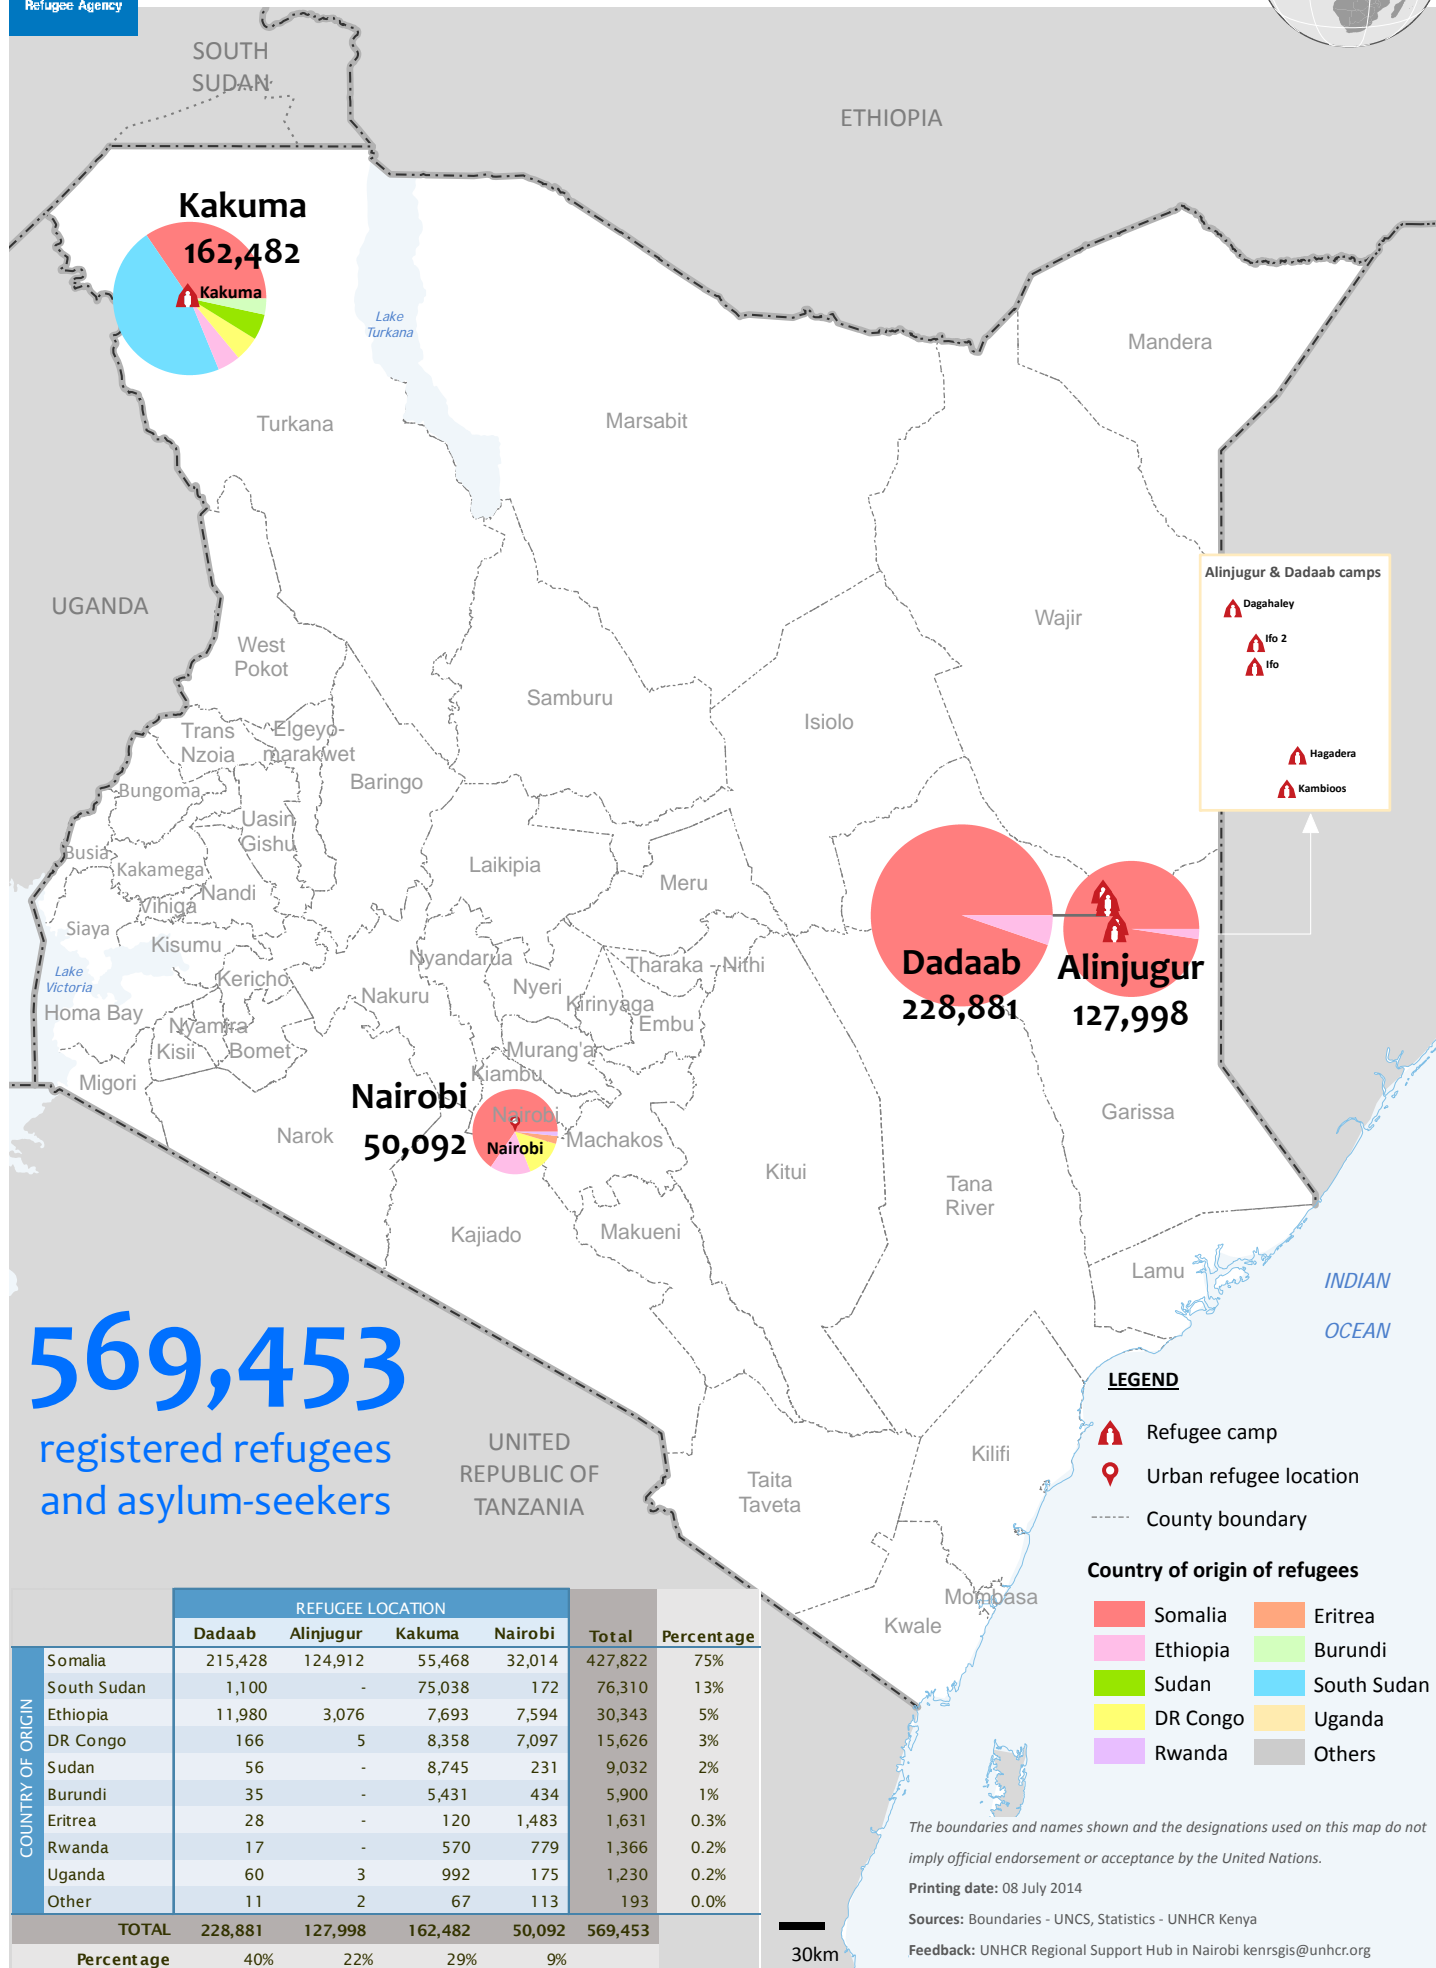 Refugee Agency
SOUTH
SUDAN
ETHIOPIA
Kakuma
162,482
Kakuma
Lake
Turkana
Mandera
Turkana
Marsabit
Alinjugur & Dadaab camps
Dagahaley
Ifo 2
Ifo
Hagadera
Kambioos
UGANDA
Wajir
West
Pokot
Samburu
Isiolo
Trans
Nzoia
Elgeyo-
marakwet
Baringo
Bungoma
Uasin
Gishu
Busia
Kakamega
Laikipia
Meru
Nandi
Vihiga
Siaya
Kisumu
Nyandarua
Tharaka - Nithi
Dadaab
228,881
Alinjugur
127,998
Lake
Victoria
Kericho
Nakuru
Nyeri
Kirinyaga
Homa Bay
Nyamira
Embu
Kisii
Bomet
Murang'a
Kiambu
Migori
Nairobi
50,092
Nairobi
Nairobi
Narok
Machakos
Garissa
Kitui
Tana
River
Kajiado
Makueni
Lamu
INDIAN
OCEAN
569,453
registered refugees
and asylum-seekers
UNITED
REPUBLIC OF
TANZANIA
Taita
Taveta
Kilifi
Mombasa
Kwale
LEGEND
Refugee camp
Urban refugee location
County boundary
Country of origin of refugees
Somalia Eritrea
Ethiopia Burundi
Sudan South Sudan
DR Congo Uganda
Rwanda Others
REFUGEE LOCATION
Dadaab Alinjugur Kakuma Nairobi Total Percentage
COUNTRY OF ORIGIN
Somalia 215,428 124,912 55,468 32,014 427,822 75%
South Sudan 1,100 - 75,038 172 76,310 13%
Ethiopia 11,980 3,076 7,693 7,594 30,343 5%
DR Congo 166 5 8,358 7,097 15,626 3%
Sudan 56 - 8,745 231 9,032 2%
Burundi 35 - 5,431 434 5,900 1%
Eritrea 28 - 120 1,483 1,631 0.3%
Rwanda 17 - 570 779 1,366 0.2%
Uganda 60 3 992 175 1,230 0.2%
Other 11 2 67 113 193 0.0%
TOTAL 228,881 127,998 162,482 50,092 569,453
Percentage 40% 22% 29% 9%
30km
The boundaries and names shown and the designations used on this map do not
imply official endorsement or acceptance by the United Nations.
Printing date: 08 July 2014
Sources: Boundaries - UNCS, Statistics - UNHCR Kenya
Feedback: UNHCR Regional Support Hub in Nairobi kenrsgis@unhcr.org